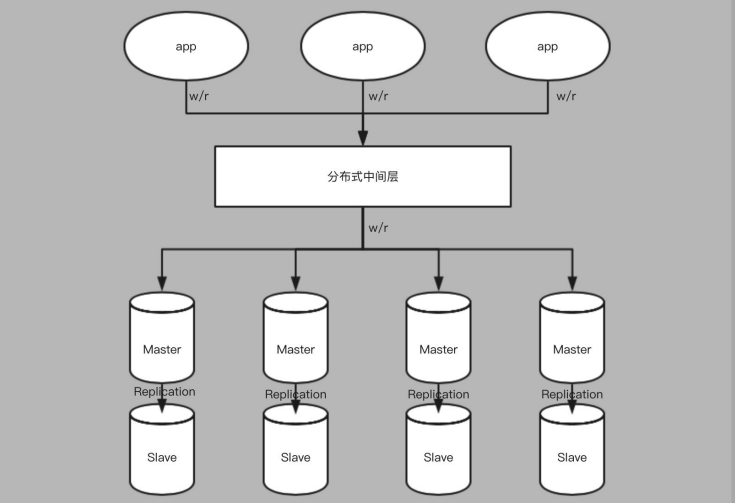 app
app
app
w/r
w/r
w/r
分布式中间层
w/r
Master
Master
Master
Master
Replication
Replication
Replication
Replication
Slave
Slave
Slave
Slave